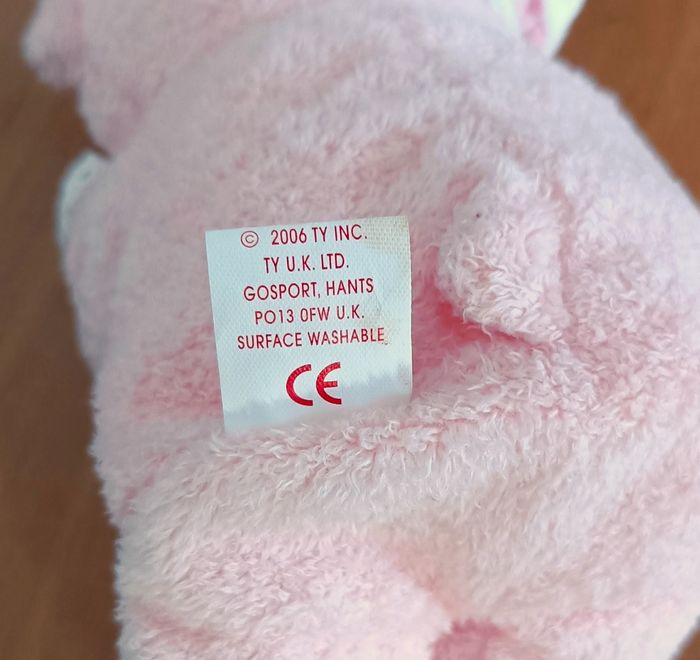 © 2006 TY INC.
TY U.K. LTD.
GOSPORT, HANTS
PO13 0FW U.K.
SURFACE WASHABLE
CE